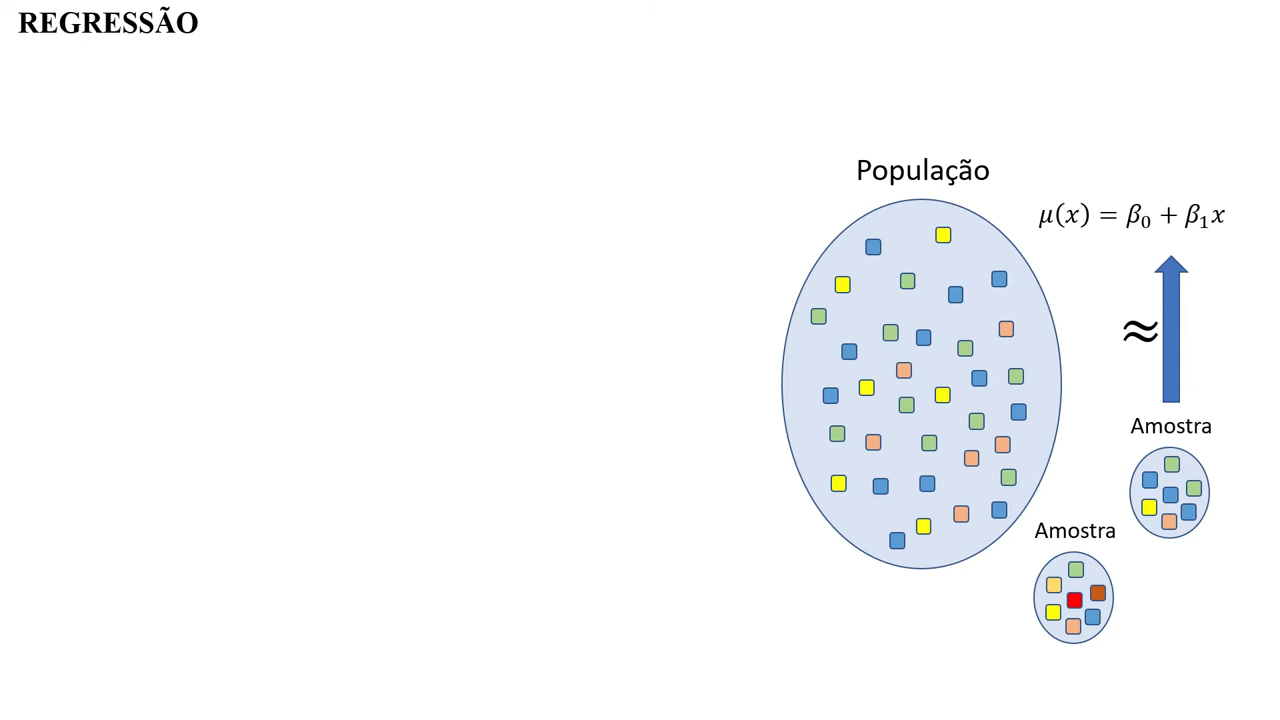 REGRESSÃO
População
μ(x) = β₀ + β₁x
≈
Amostra
Amostra